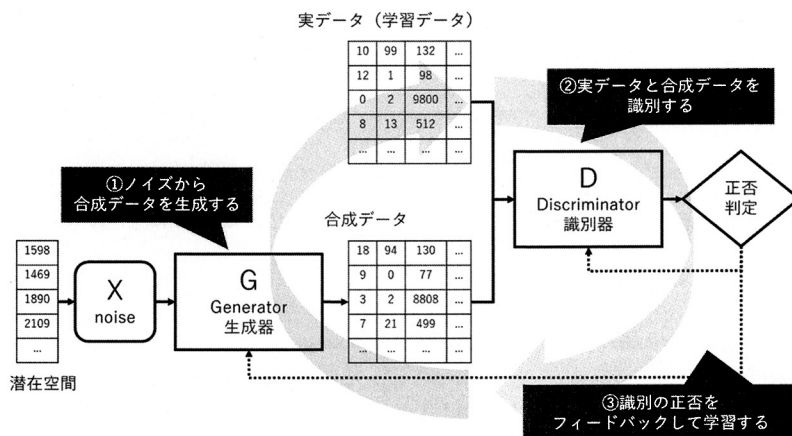 実データ（学習データ）
10 99 132 ...
12 1 98 ...
0 2 9800 ...
8 13 512 ...
... ... ... ...
②実データと合成データを
識別する
①ノイズから
合成データを生成する
D
Discriminator
識別器
正否
判定
合成データ
18 94 130 ...
9 0 77 ...
3 2 8808 ...
7 21 499 ...
... ... ... ...
1598
1469
1890
2109
...
潜在空間
X
noise
G
Generator
生成器
③識別の正否を
フィードバックして学習する